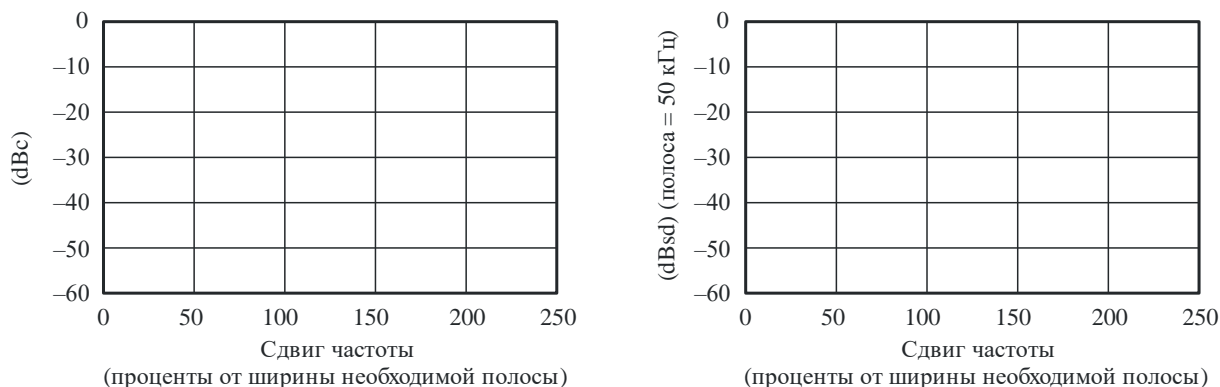 (dBc)
0
–10
–20
–30
–40
–50
–60
0 50 100 150 200 250
Сдвиг частоты
(проценты от ширины необходимой полосы)
(dBsd) (полоса = 50 кГц)
0
–10
–20
–30
–40
–50
–60
0 50 100 150 200 250
Сдвиг частоты
(проценты от ширины необходимой полосы)